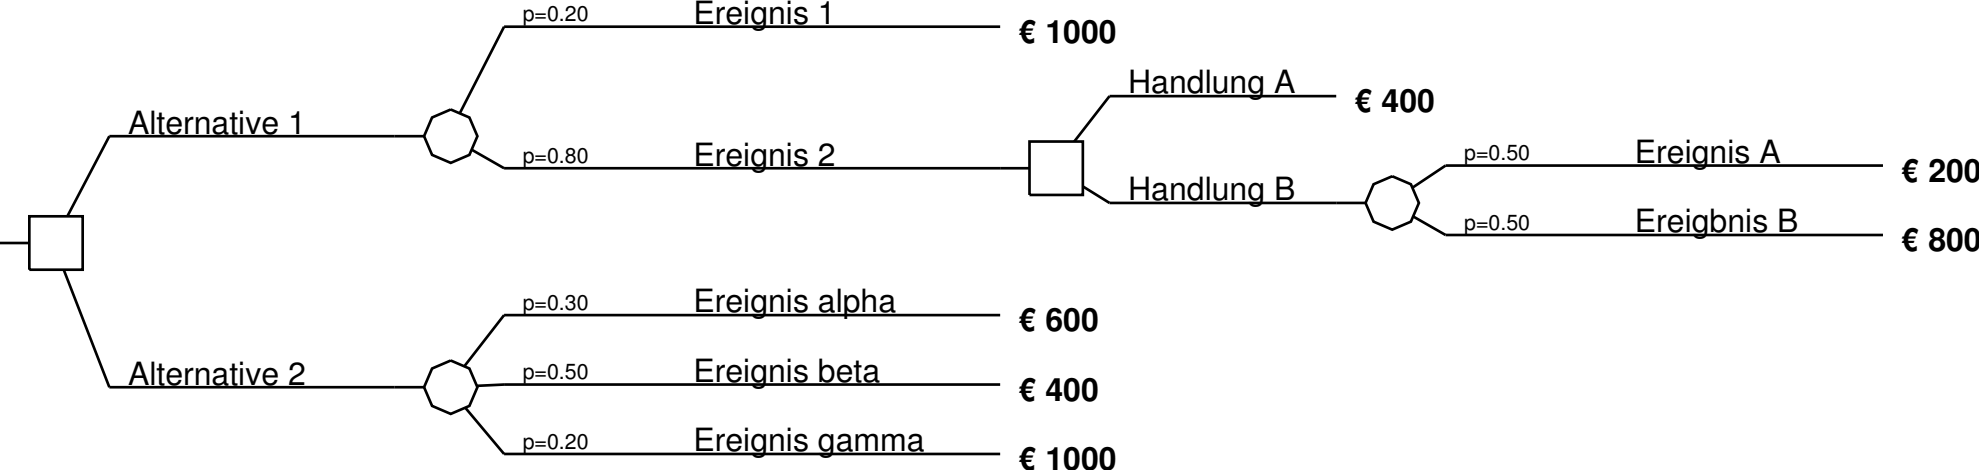 p=0.20 Ereignis 1
€ 1000
Handlung A
€ 400
Alternative 1
p=0.80 Ereignis 2
p=0.50 Ereignis A
€ 200
Handlung B
p=0.50 Ereigbnis B
€ 800
p=0.30 Ereignis alpha
€ 600
Alternative 2
p=0.50 Ereignis beta
€ 400
p=0.20 Ereignis gamma
€ 1000